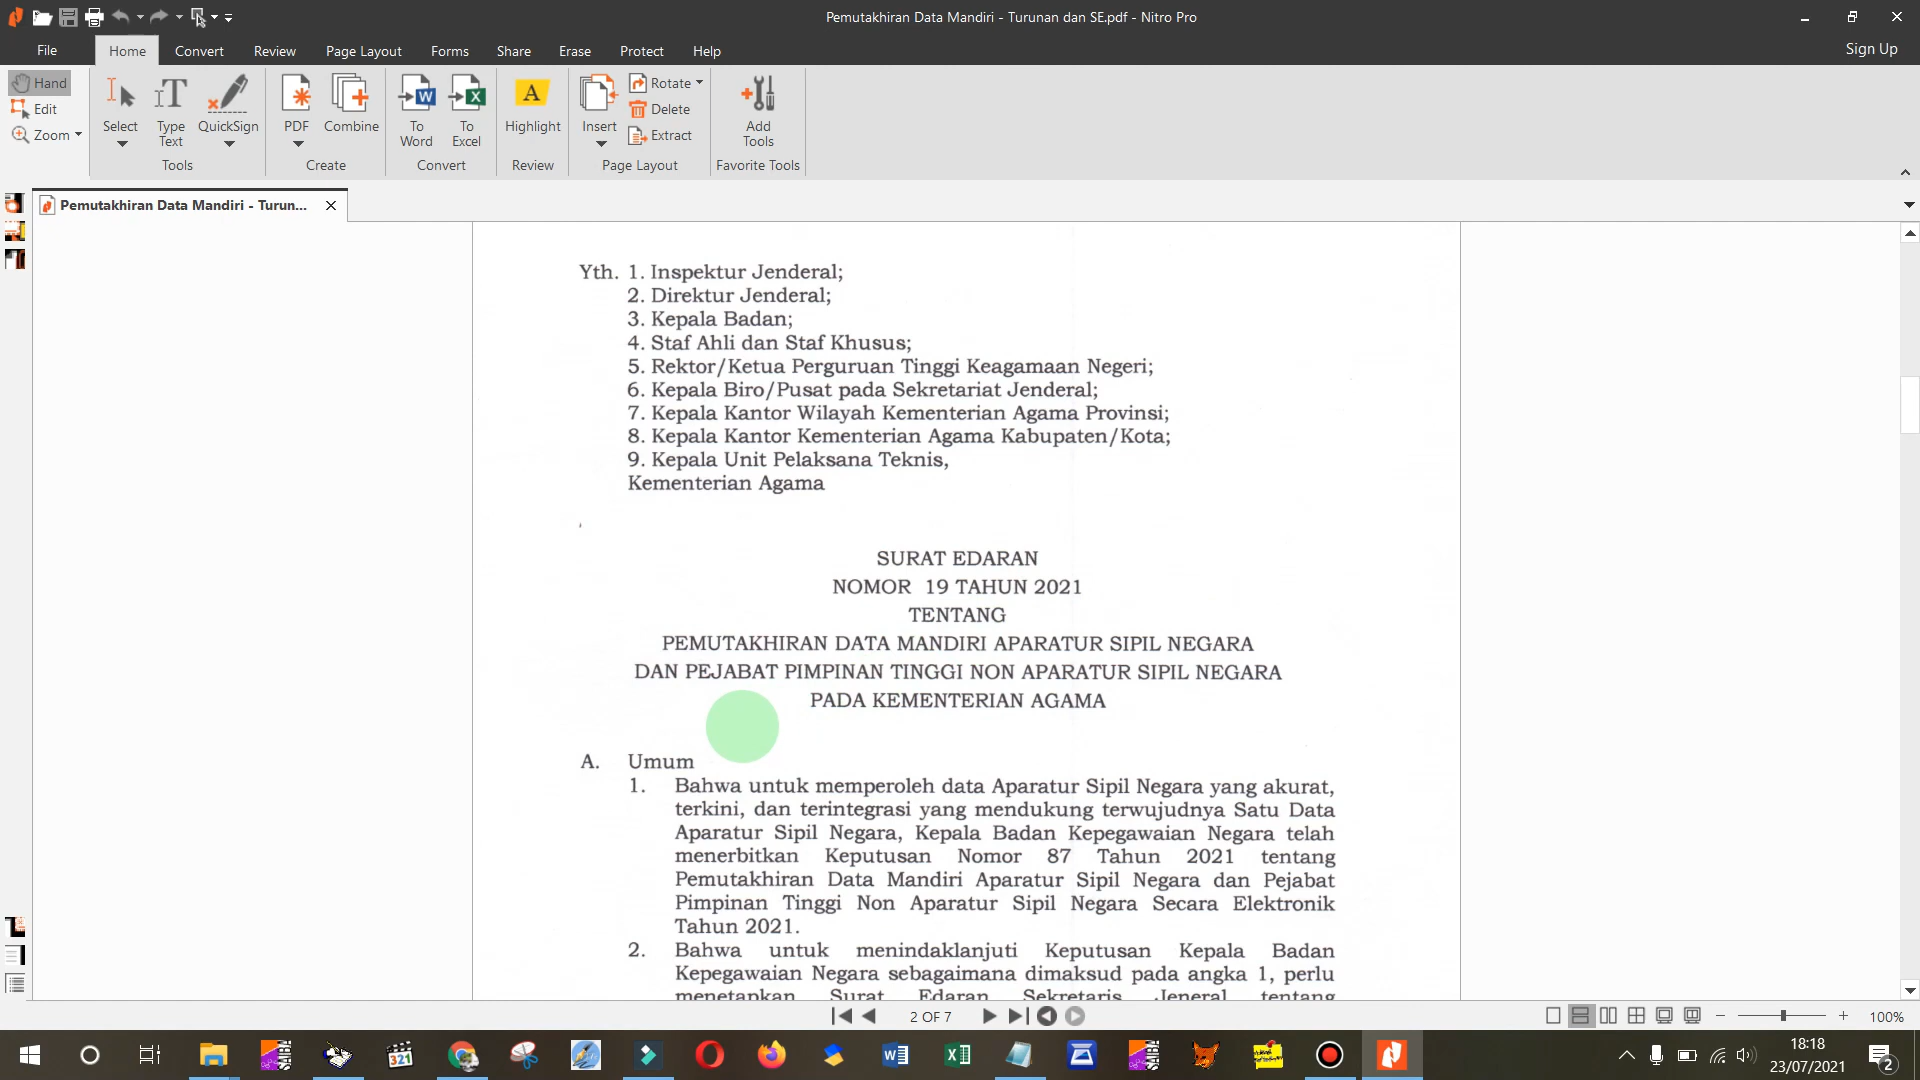 Pemutakhiran Data Mandiri - Turunan dan SE.pdf - Nitro Pro
File Home Convert Review Page Layout Forms Share Erase Protect Help
Sign Up
Hand
Edit
Zoom
Select
Type Text
QuickSign
Tools
PDF
Combine
Create
To Word
To Excel
Convert
A
Highlight
Review
Insert
Rotate
Delete
Extract
Page Layout
Add Tools
Favorite Tools
Pemutakhiran Data Mandiri - Turun...
Yth. 1. Inspektur Jenderal;
2. Direktur Jenderal;
3. Kepala Badan;
4. Staf Ahli dan Staf Khusus;
5. Rektor/Ketua Perguruan Tinggi Keagamaan Negeri;
6. Kepala Biro/Pusat pada Sekretariat Jenderal;
7. Kepala Kantor Wilayah Kementerian Agama Provinsi;
8. Kepala Kantor Kementerian Agama Kabupaten/Kota;
9. Kepala Unit Pelaksana Teknis,
Kementerian Agama
SURAT EDARAN
NOMOR 19 TAHUN 2021
TENTANG
PEMUTAKHIRAN DATA MANDIRI APARATUR SIPIL NEGARA
DAN PEJABAT PIMPINAN TINGGI NON APARATUR SIPIL NEGARA
PADA KEMENTERIAN AGAMA
A. Umum
1. Bahwa untuk memperoleh data Aparatur Sipil Negara yang akurat,
terkini, dan terintegrasi yang mendukung terwujudnya Satu Data
Aparatur Sipil Negara, Kepala Badan Kepegawaian Negara telah
menerbitkan Keputusan Nomor 87 Tahun 2021 tentang
Pemutakhiran Data Mandiri Aparatur Sipil Negara dan Pejabat
Pimpinan Tinggi Non Aparatur Sipil Negara Secara Elektronik
Tahun 2021.
2. Bahwa untuk menindaklanjuti Keputusan Kepala Badan
Kepegawaian Negara sebagaimana dimaksud pada angka 1, perlu
menetapkan Surat Edaran Sekretaris Jeneral tentang
2 OF 7
100%
18:18
23/07/2021
2